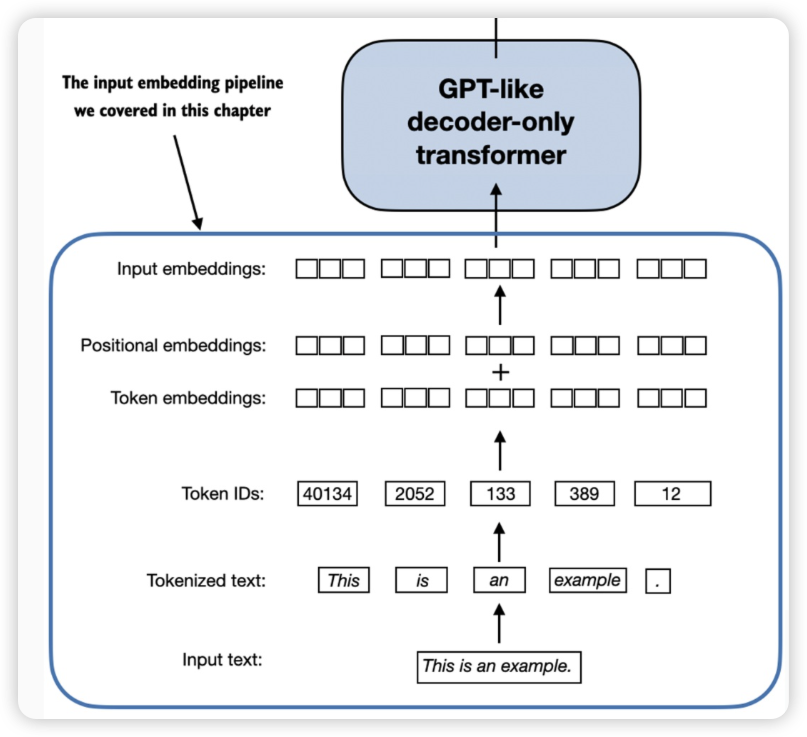 The input embedding pipeline
we covered in this chapter
GPT-like
decoder-only
transformer
Input embeddings:
Positional embeddings:
+
Token embeddings:
Token IDs: 40134 2052 133 389 12
Tokenized text: This is an example .
Input text: This is an example.